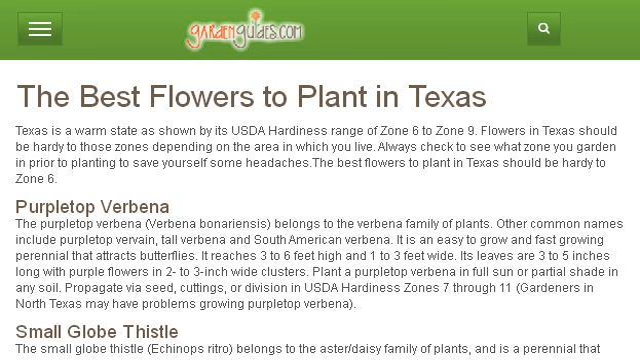 gardenguides.com
The Best Flowers to Plant in Texas
Texas is a warm state as shown by its USDA Hardiness range of Zone 6 to Zone 9. Flowers in Texas should
be hardy to those zones depending on the area in which you live. Always check to see what zone you garden
in prior to planting to save yourself some headaches.The best flowers to plant in Texas should be hardy to
Zone 6.
Purpletop Verbena
The purpletop verbena (Verbena bonariensis) belongs to the verbena family of plants. Other common names
include purpletop vervain, tall verbena and South American verbena. It is an easy to grow and fast growing
perennial that attracts butterflies. It reaches 3 to 6 feet high and 1 to 3 feet wide. Its leaves are 3 to 5 inches
long with purple flowers in 2- to 3-inch wide clusters. Plant a purpletop verbena in full sun or partial shade in
any soil. Propagate via seed, cuttings, or division in USDA Hardiness Zones 7 through 11 (Gardeners in
North Texas may have problems growing purpletop verbena).
Small Globe Thistle
The small globe thistle (Echinops ritro) belongs to the aster/daisy family of plants, and is a perennial that